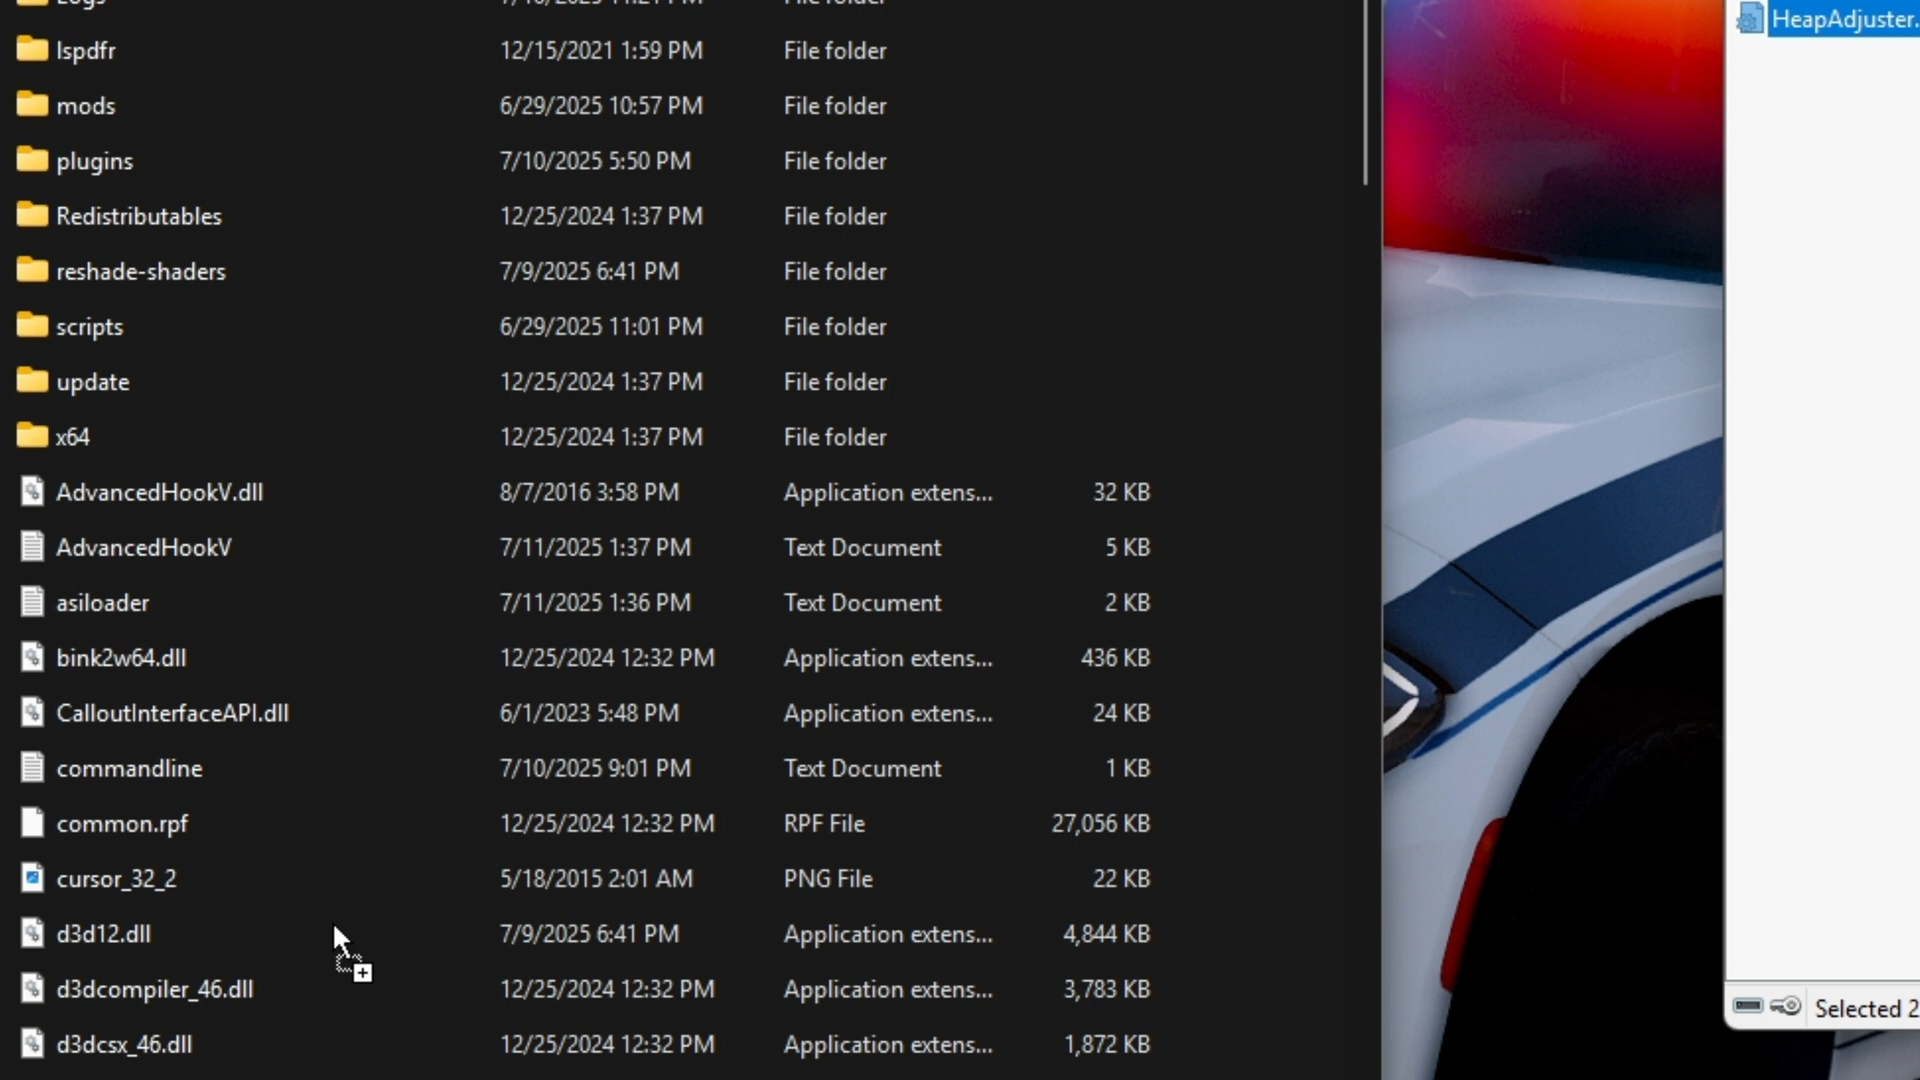 Logs 7/10/2025 11:21 PM File folder
lspdfr 12/15/2021 1:59 PM File folder
mods 6/29/2025 10:57 PM File folder
plugins 7/10/2025 5:50 PM File folder
Redistributables 12/25/2024 1:37 PM File folder
reshade-shaders 7/9/2025 6:41 PM File folder
scripts 6/29/2025 11:01 PM File folder
update 12/25/2024 1:37 PM File folder
x64 12/25/2024 1:37 PM File folder
AdvancedHookV.dll 8/7/2016 3:58 PM Application extens... 32 KB
AdvancedHookV 7/11/2025 1:37 PM Text Document 5 KB
asiloader 7/11/2025 1:36 PM Text Document 2 KB
bink2w64.dll 12/25/2024 12:32 PM Application extens... 436 KB
CalloutInterfaceAPI.dll 6/1/2023 5:48 PM Application extens... 24 KB
commandline 7/10/2025 9:01 PM Text Document 1 KB
common.rpf 12/25/2024 12:32 PM RPF File 27,056 KB
cursor_32_2 5/18/2015 2:01 AM PNG File 22 KB
d3d12.dll 7/9/2025 6:41 PM Application extens... 4,844 KB
d3dcompiler_46.dll 12/25/2024 12:32 PM Application extens... 3,783 KB
d3dcsx_46.dll 12/25/2024 12:32 PM Application extens... 1,872 KB
HeapAdjuster.
Selected 2